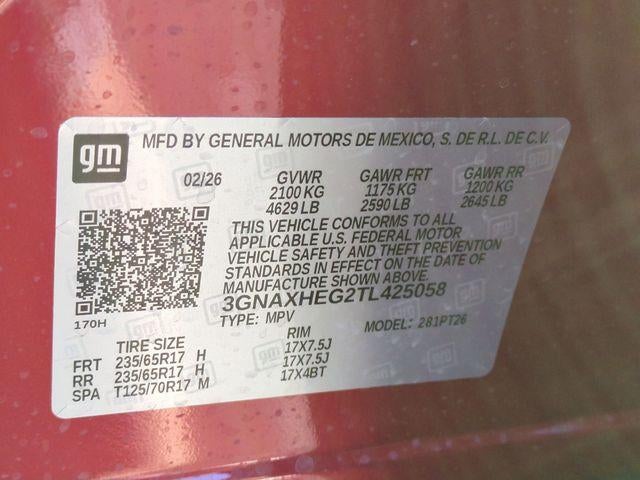 gm
MFD BY GENERAL MOTORS DE MEXICO, S. DE R.L. DE C.V.
02/26 GVWR GAWR FRT GAWR RR
2100 KG 1175 KG 1200 KG
4629 LB 2590 LB 2645 LB
THIS VEHICLE CONFORMS TO ALL
APPLICABLE U.S. FEDERAL MOTOR
VEHICLE SAFETY AND THEFT PREVENTION
STANDARDS IN EFFECT ON THE DATE OF
MANUFACTURE SHOWN ABOVE.
3GNAXHEG2TL425058
170H
TYPE: MPV MODEL: 281PT26
TIRE SIZE RIM
FRT 235/65R17 H 17X7.5J
RR 235/65R17 H 17X7.5J
SPA T125/70R17 M 17X4BT